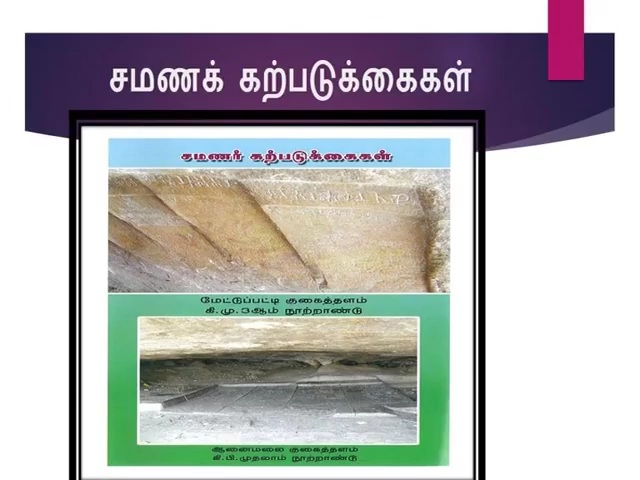 சமணக் கற்படுக்கைகள்
சமணர் கற்படுக்கைகள்
மேட்டுப்பட்டி குகைத்தளம்
கி.மு.3ஆம் நூற்றாண்டு
ஆனைமலை குகைத்தளம்
கி.பி.முதலாம் நூற்றாண்டு